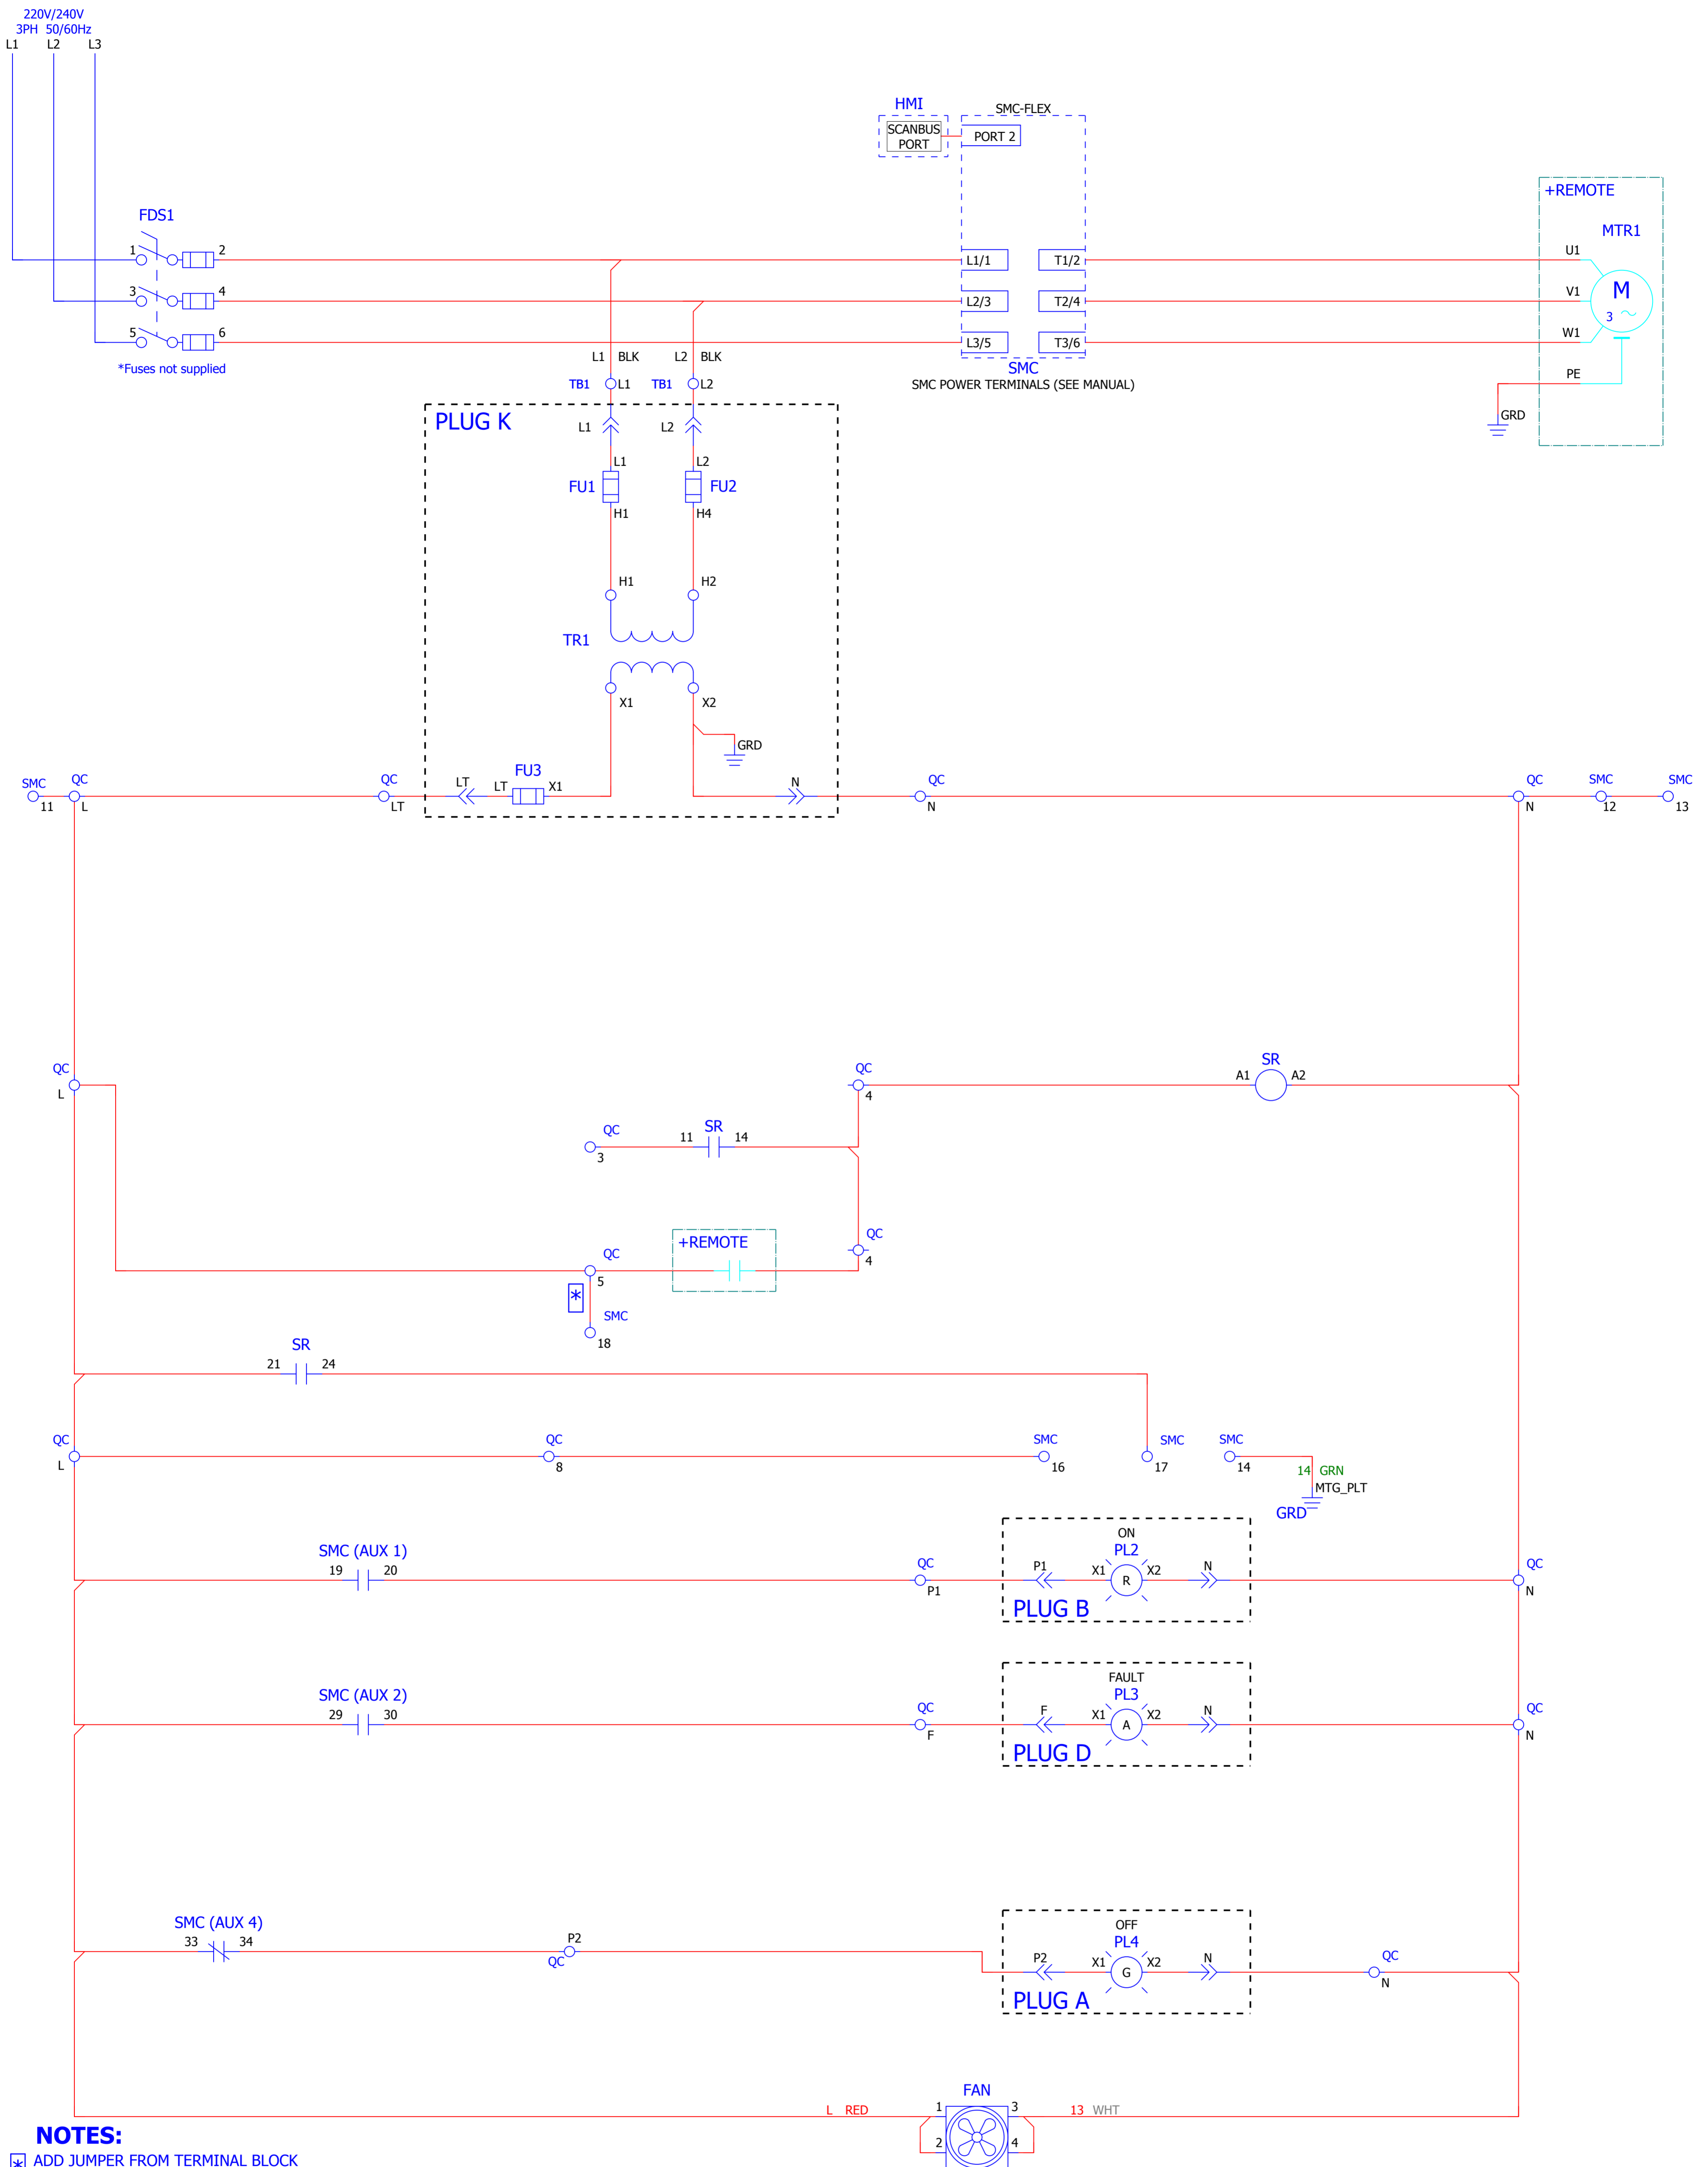 220V/240V
3PH 50/60Hz
L1 L2 L3
HMI
SMC-FLEX
SCANBUS
PORT
PORT 2
+REMOTE
FDS1
MTR1
1 2
L1/1 T1/2
U1
3 4
L2/3 T2/4
V1
M
3
5 6
L3/5 T3/6
W1
*Fuses not supplied
L1 BLK L2 BLK
SMC
SMC POWER TERMINALS (SEE MANUAL)
PE
TB1 L1 TB1 L2
GRD
PLUG K
L1 L2
L1 L2
FU1 FU2
H1 H4
H1 H2
TR1
X1 X2
GRD
SMC QC QC LT LT FU3 X1 N QC QC SMC SMC
11 L LT N N 12 13
QC QC SR
A1 A2
L 4
QC 11 SR 14
3
QC
+REMOTE
QC
4
5
*
SMC
18
SR
21 24
QC QC SMC SMC SMC
L 8 16 17 14
14 GRN
MTG_PLT
GRD
ON
SMC (AUX 1) PL2
19 20 QC P1 X1 R X2 N QC
P1 N
PLUG B
FAULT
SMC (AUX 2) PL3
29 30 QC F X1 A X2 N QC
F N
PLUG D
SMC (AUX 4) OFF
33 34 P2 PL4
QC P2 X1 G X2 N QC
N
PLUG A
FAN
L RED 1 3 13 WHT
2 4
NOTES:
* ADD JUMPER FROM TERMINAL BLOCK